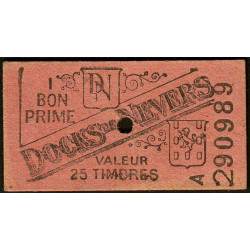 1
BON
PRIME
DN
DOCKS DE NEVERS
VALEUR
25 TIMBRES
A 290989